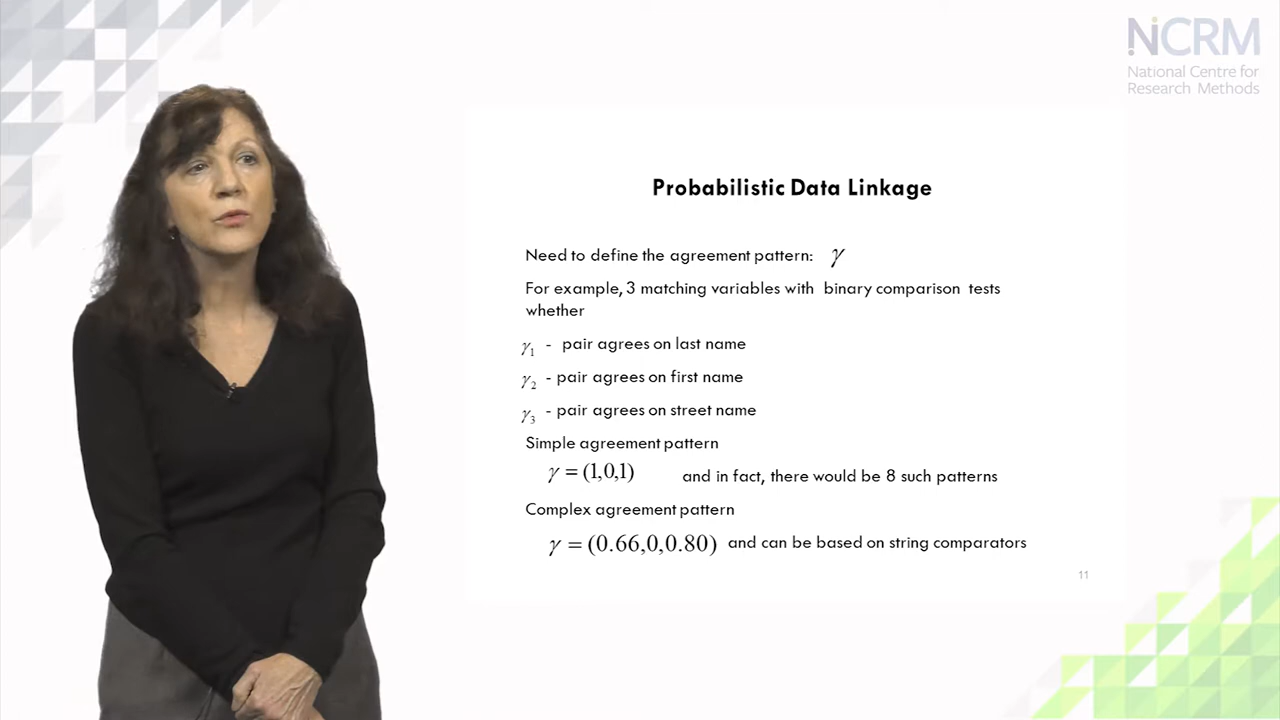 NCRM
National Centre for
Research Methods
Probabilistic Data Linkage
Need to define the agreement pattern: γ
For example, 3 matching variables with binary comparison tests
whether
γ₁ - pair agrees on last name
γ₂ - pair agrees on first name
γ₃ - pair agrees on street name
Simple agreement pattern
γ = (1,0,1) and in fact, there would be 8 such patterns
Complex agreement pattern
γ = (0.66,0,0.80) and can be based on string comparators
11